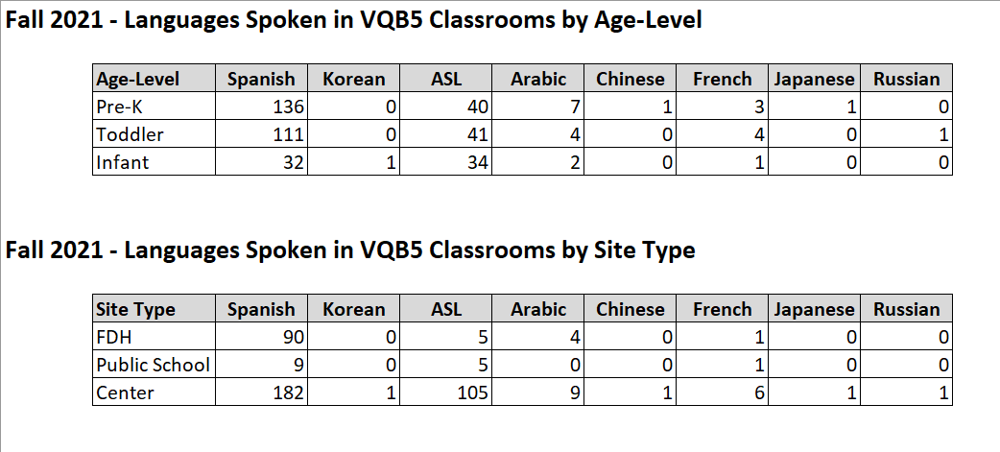 Fall 2021 - Languages Spoken in VQB5 Classrooms by Age-Level
Age-Level Spanish Korean ASL Arabic Chinese French Japanese Russian
Pre-K 136 0 40 7 1 3 1 0
Toddler 111 0 41 4 0 4 0 1
Infant 32 1 34 2 0 1 0 0
Fall 2021 - Languages Spoken in VQB5 Classrooms by Site Type
Site Type Spanish Korean ASL Arabic Chinese French Japanese Russian
FDH 90 0 5 4 0 1 0 0
Public School 9 0 5 0 0 1 0 0
Center 182 1 105 9 1 6 1 1